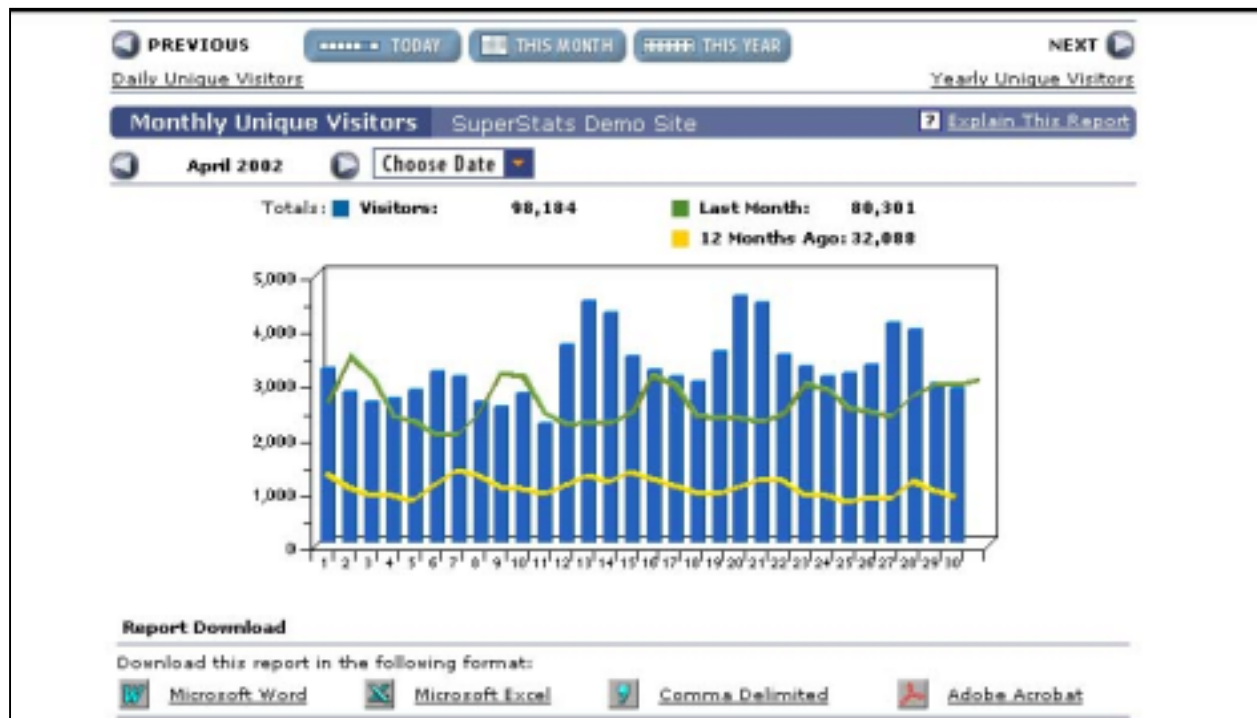 PREVIOUS TODAY THIS MONTH THIS YEAR NEXT
Daily Unique Visitors Yearly Unique Visitors
Monthly Unique Visitors SuperStats Demo Site ? Explain This Report
April 2002 Choose Date
Totals: Visitors: 98,184 Last Month: 80,301
12 Months Ago: 32,088
5,000
4,000
3,000
2,000
1,000
0
1 2 3 4 5 6 7 8 9 10 11 12 13 14 15 16 17 18 19 20 21 22 23 24 25 26 27 28 29 30
Report Download
Download this report in the following format:
Microsoft Word Microsoft Excel Comma Delimited Adobe Acrobat